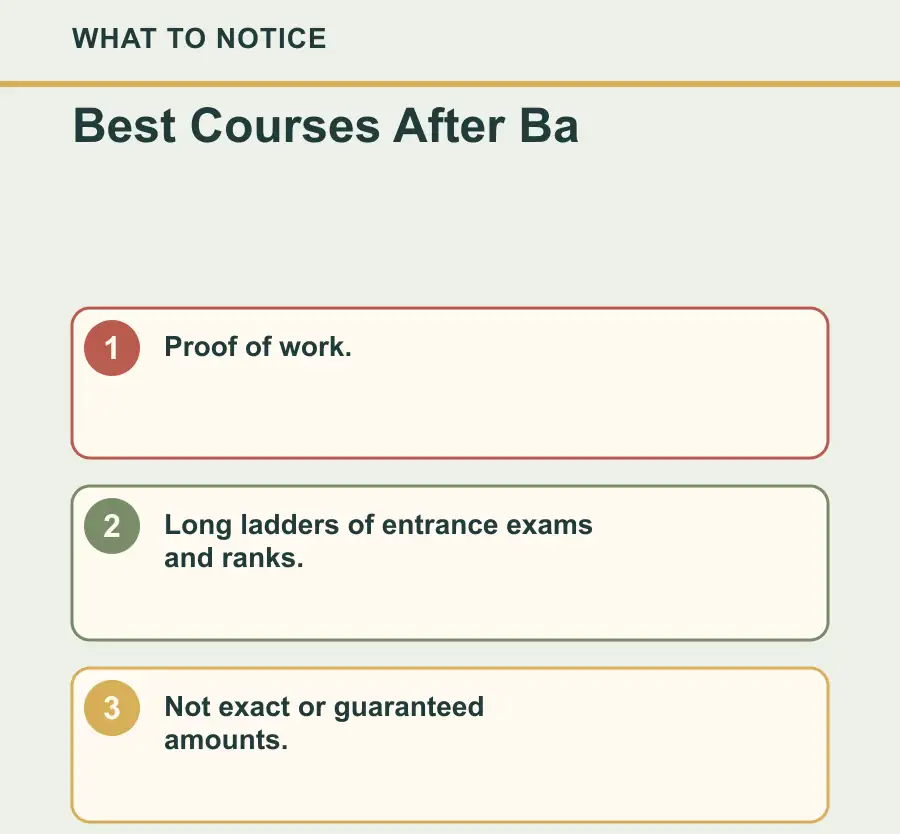 WHAT TO NOTICE
Best Courses After Ba
1 Proof of work.
2 Long ladders of entrance exams
and ranks.
3 Not exact or guaranteed
amounts.